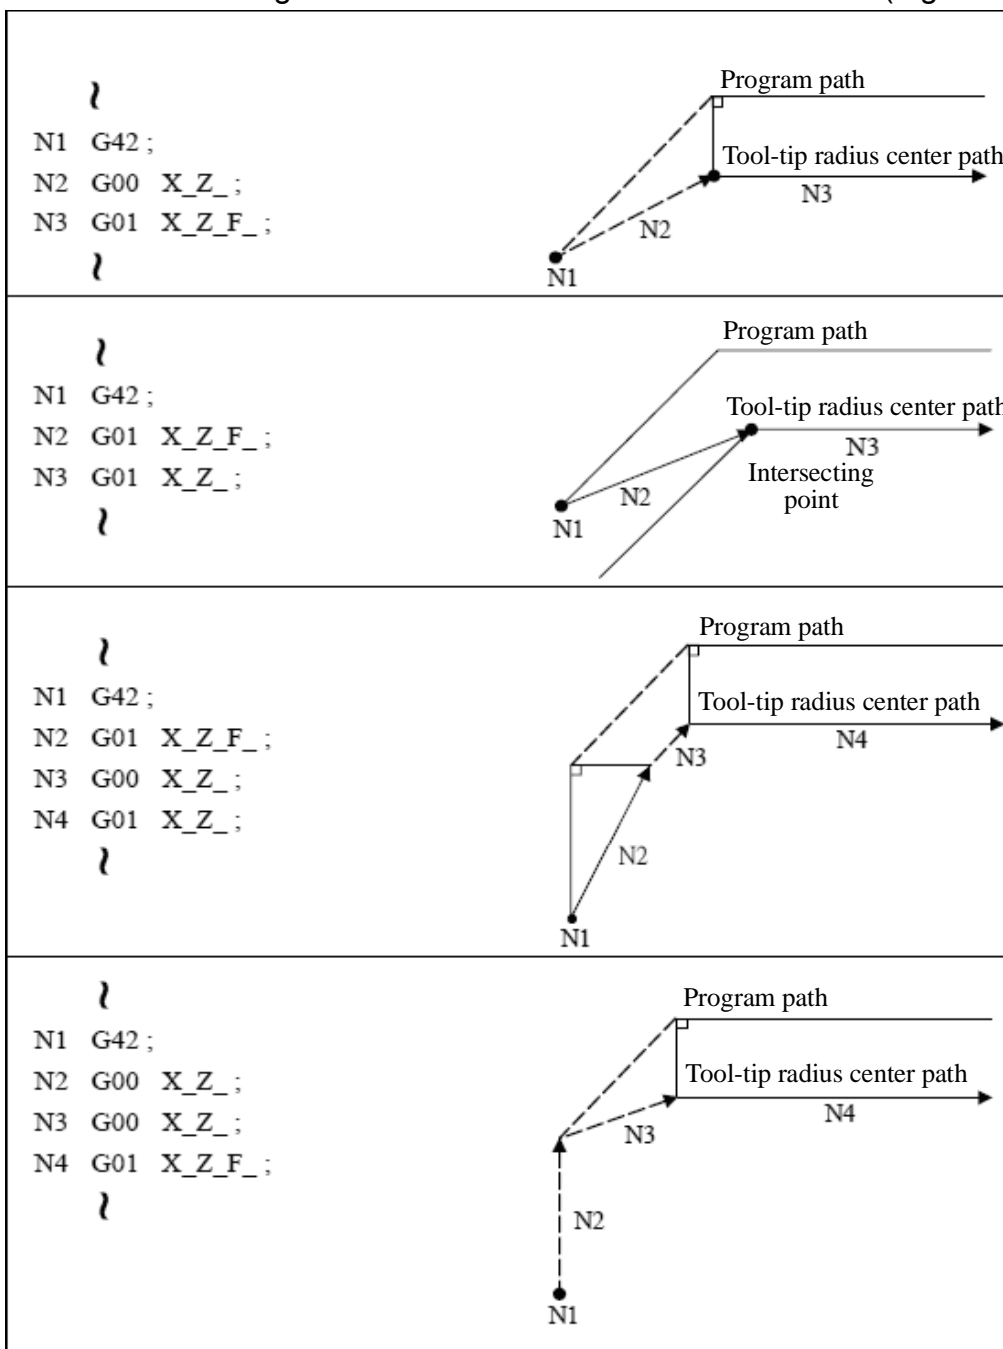 ~
N1 G42 ;
N2 G00 X_Z_ ;
N3 G01 X_Z_F_ ;
~
Program path
Tool-tip radius center path
N3
N2
N1
~
N1 G42 ;
N2 G01 X_Z_F_ ;
N3 G01 X_Z_ ;
~
Program path
Tool-tip radius center path
N3
Intersecting
point
N2
N1
~
N1 G42 ;
N2 G01 X_Z_F_ ;
N3 G00 X_Z_ ;
N4 G01 X_Z_ ;
~
Program path
Tool-tip radius center path
N4
N3
N2
N1
~
N1 G42 ;
N2 G00 X_Z_ ;
N3 G00 X_Z_ ;
N4 G01 X_Z_F_ ;
~
Program path
Tool-tip radius center path
N4
N3
N2
N1